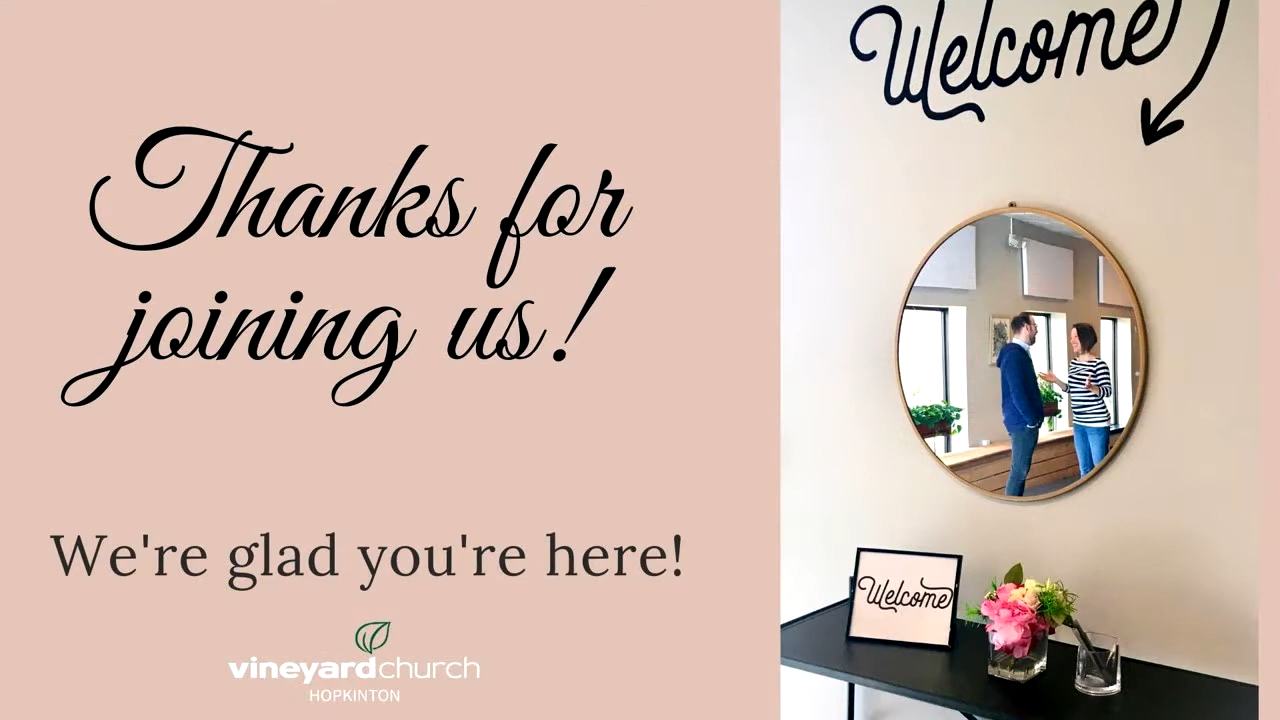 Thanks for
joining us!
We're glad you're here!
vineyardchurch
HOPKINTON
Welcome
Welcome